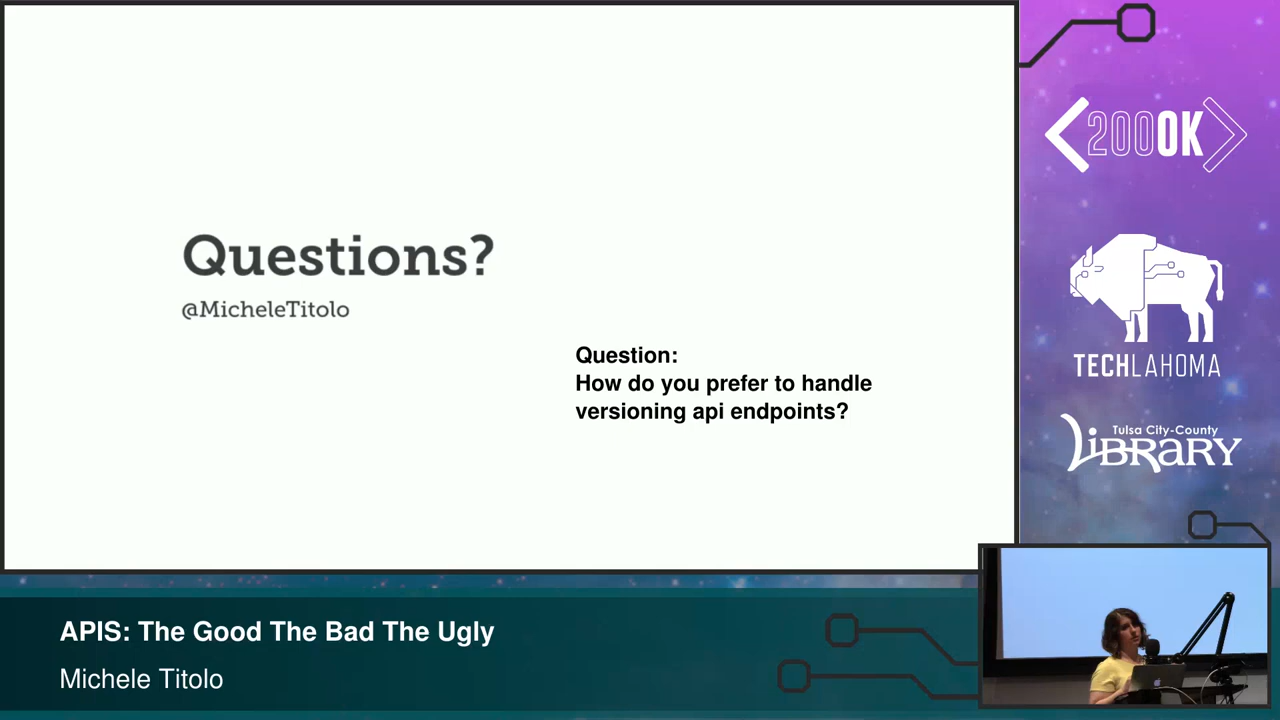 Questions?
@MicheleTitolo
Question:
How do you prefer to handle
versioning api endpoints?
200OK
TECHLAHOMA
Tulsa City-County
LiBRARY
APIS: The Good The Bad The Ugly
Michele Titolo